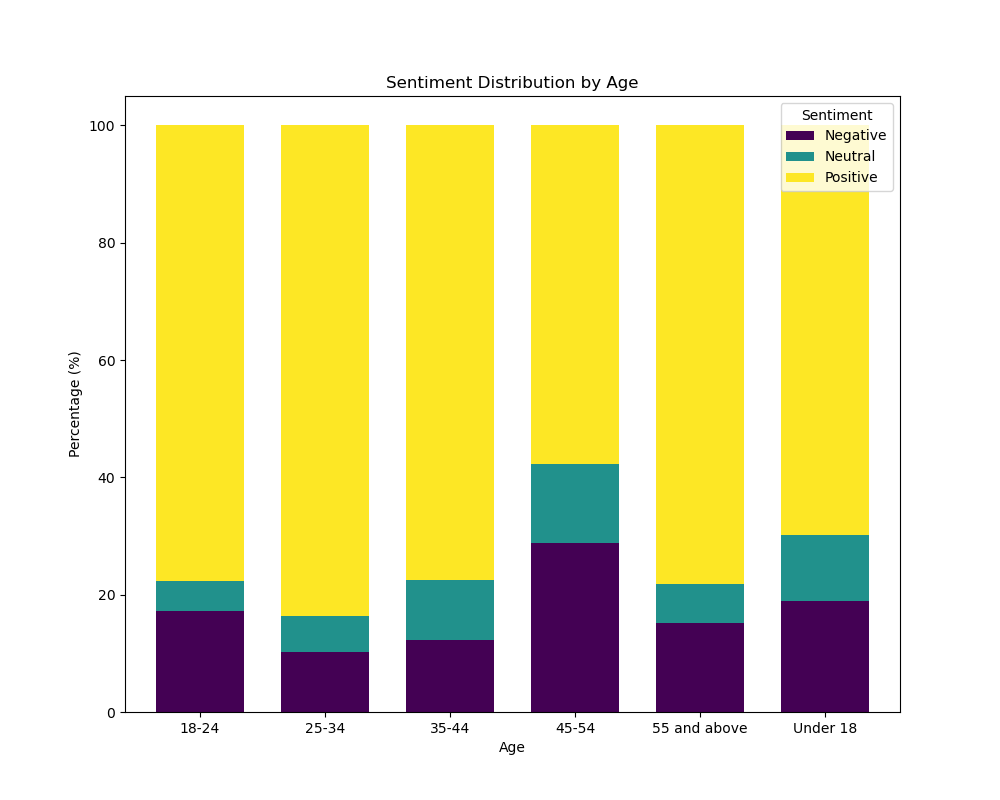 Sentiment Distribution by Age
Sentiment
Negative
Neutral
Positive
Percentage (%)
100
80
60
40
20
0
18-24
25-34
35-44
45-54
55 and above
Under 18
Age